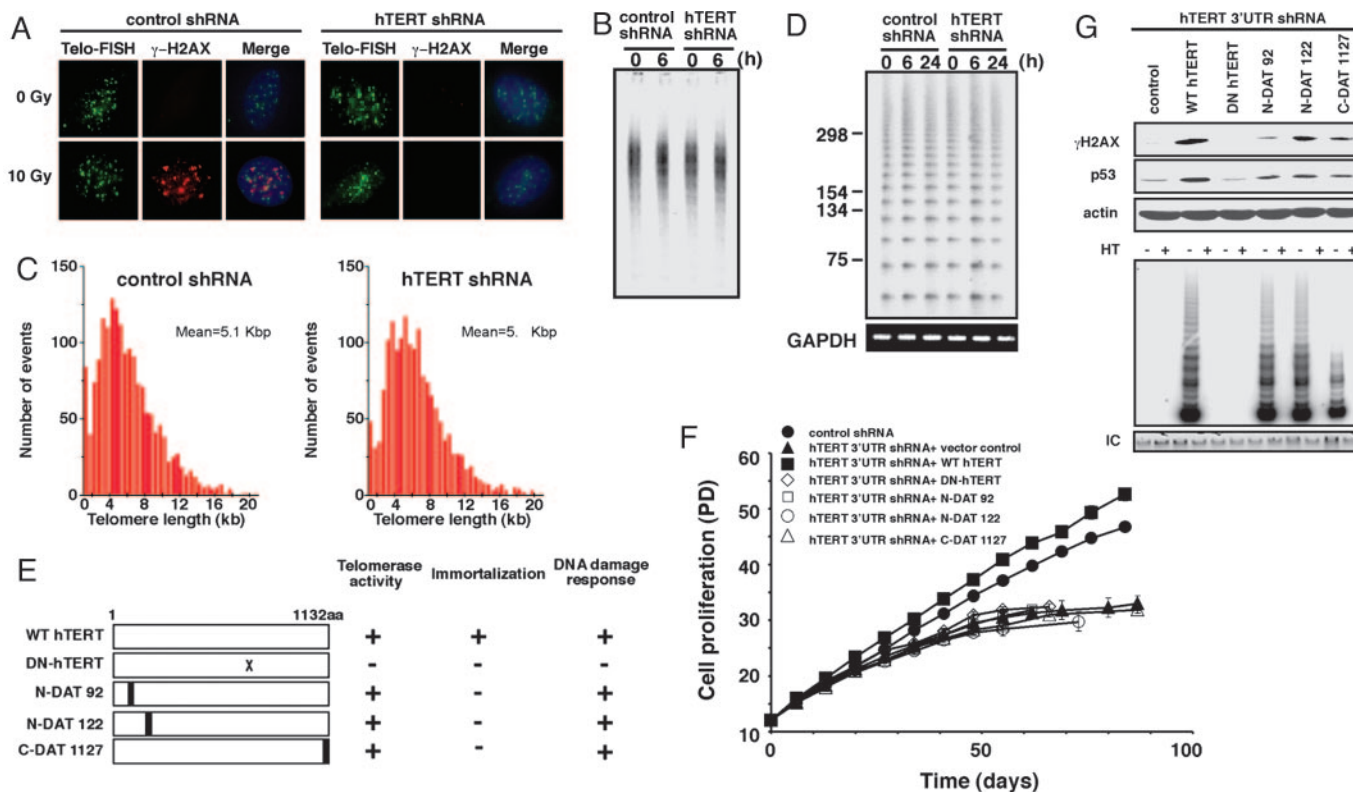 A
control shRNA
hTERT shRNA
Telo-FISH γ-H2AX Merge
Telo-FISH γ-H2AX Merge
0 Gy
10 Gy
B
control shRNA
hTERT shRNA
0 6 0 6 (h)
C
control shRNA
Mean=5.1 Kbp
Number of events
150
100
50
0
0 4 8 12 16 20
Telomere length (kb)
hTERT shRNA
Mean=5. Kbp
Number of events
150
100
50
0
0 4 8 12 16 20
Telomere length (kb)
D
control shRNA
hTERT shRNA
0 6 24 0 6 24 (h)
298
154
134
75
GAPDH
E
Telomerase activity
Immortalization
DNA damage response
1 1132aa
WT hTERT + + +
DN-hTERT X - - -
N-DAT 92 + - +
N-DAT 122 + - +
C-DAT 1127 + - +
F
control shRNA
hTERT 3'UTR shRNA+ vector control
hTERT 3'UTR shRNA+ WT hTERT
hTERT 3'UTR shRNA+ DN-hTERT
hTERT 3'UTR shRNA+ N-DAT 92
hTERT 3'UTR shRNA+ N-DAT 122
hTERT 3'UTR shRNA+ C-DAT 1127
Cell proliferation (PD)
60
50
40
30
20
10
0 50 100
Time (days)
G
hTERT 3'UTR shRNA
control
WT hTERT
DN hTERT
N-DAT 92
N-DAT 122
C-DAT 1127
γH2AX
p53
actin
HT - + - + - + - + - + - +
IC